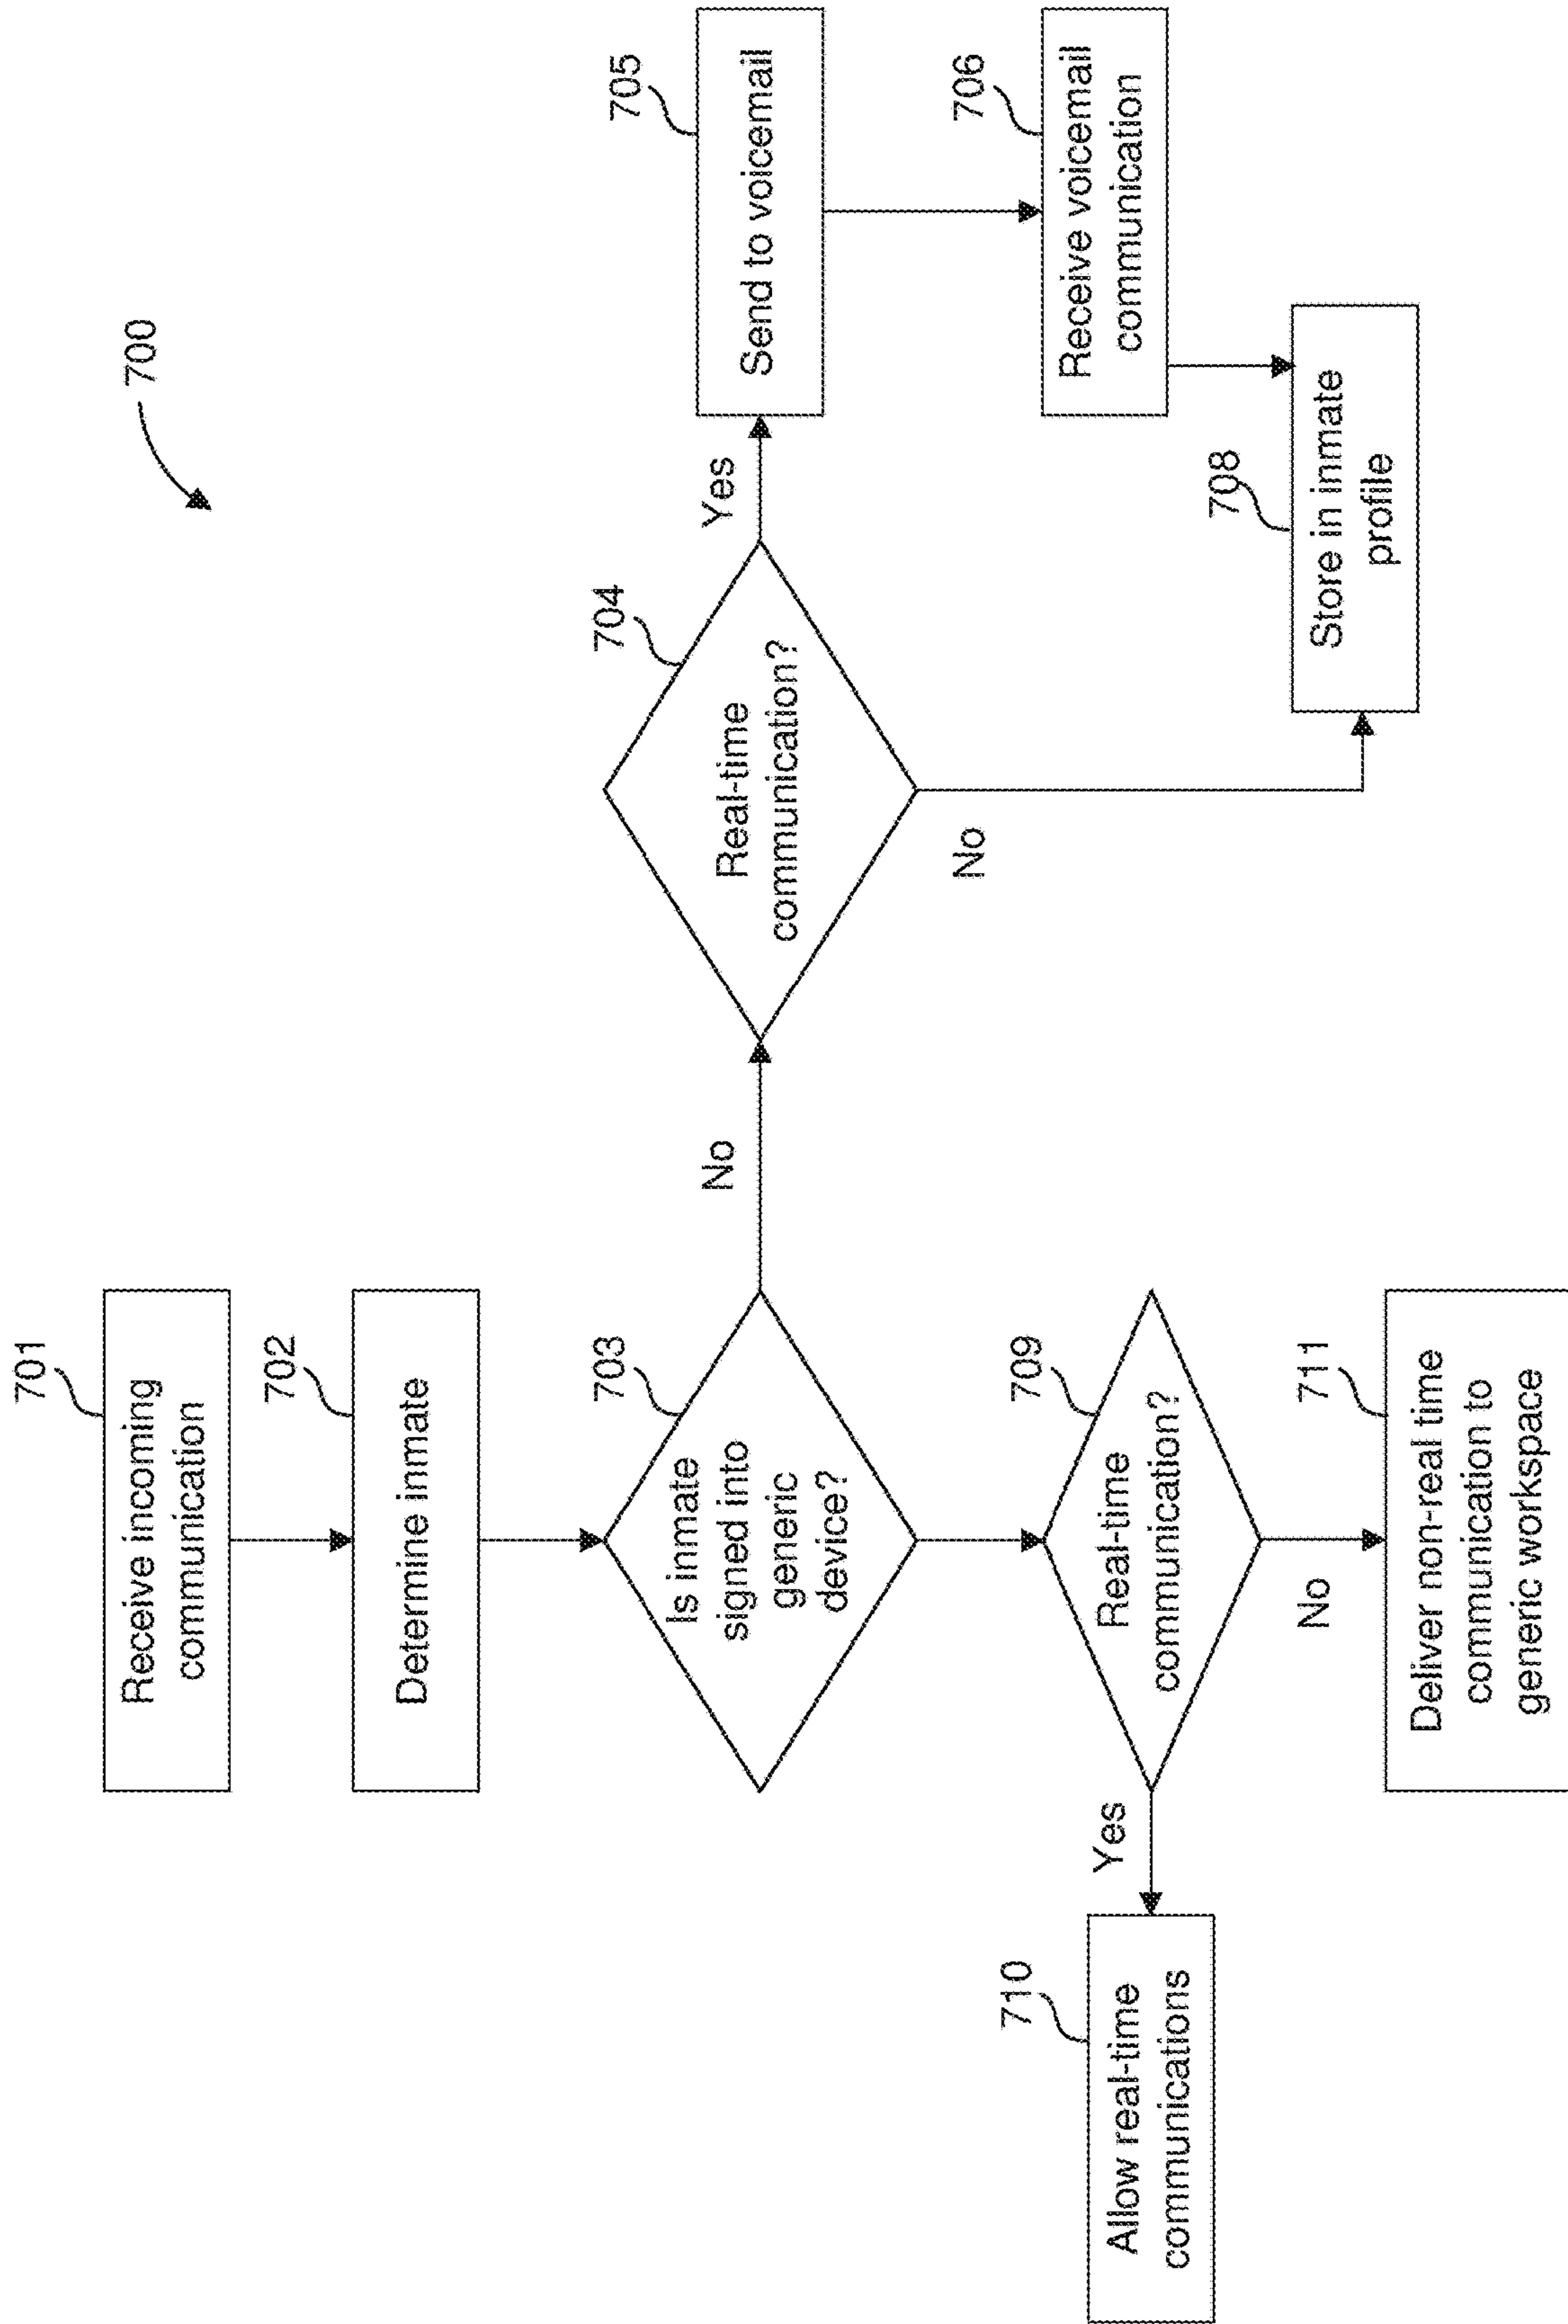 700
701
Receive incoming
communication
702
Determine inmate
703
Is inmate
signed into
generic
device?
No
704
Real-time
communication?
Yes
705
Send to voicemail
706
Receive voicemail
communication
No
708
Store in inmate
profile
709
Real-time
communication?
Yes
710
Allow real-time
communications
No
711
Deliver non-real time
communication to
generic workspace